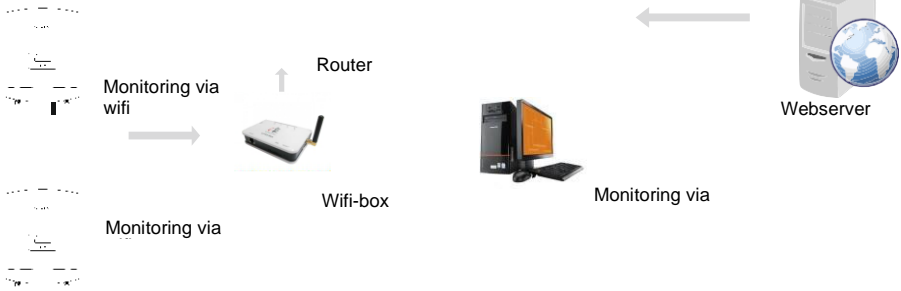 Router
Monitoring via
wifi
Webserver
Wifi-box
Monitoring via
Monitoring via